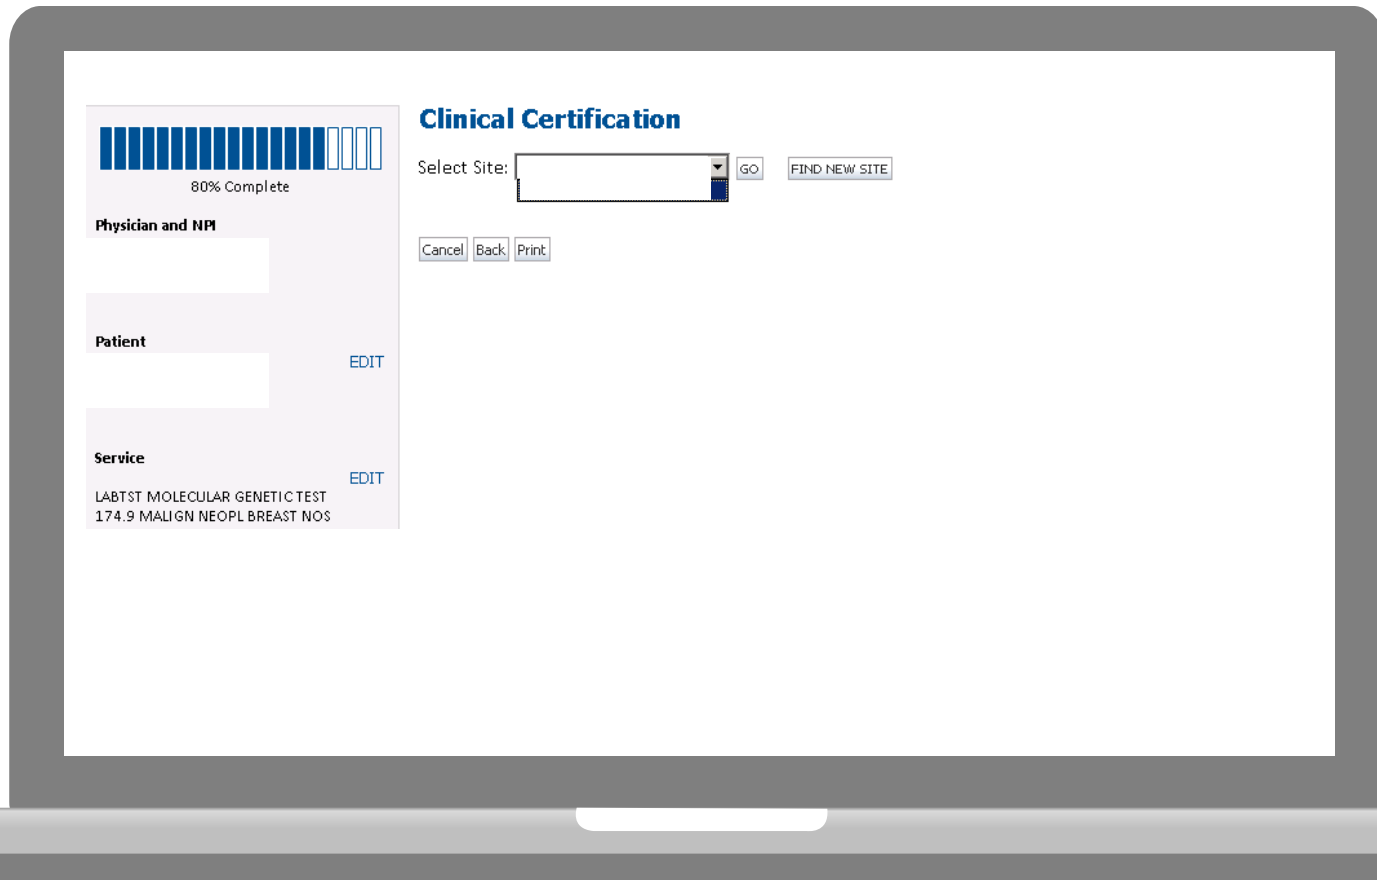 80% Complete
Physician and NPI
Patient
EDIT
Service
EDIT
LABTST MOLECULAR GENETIC TEST
174.9 MALIGN NEOPL BREAST NOS
Clinical Certification
Select Site: GO FIND NEW SITE
Cancel Back Print